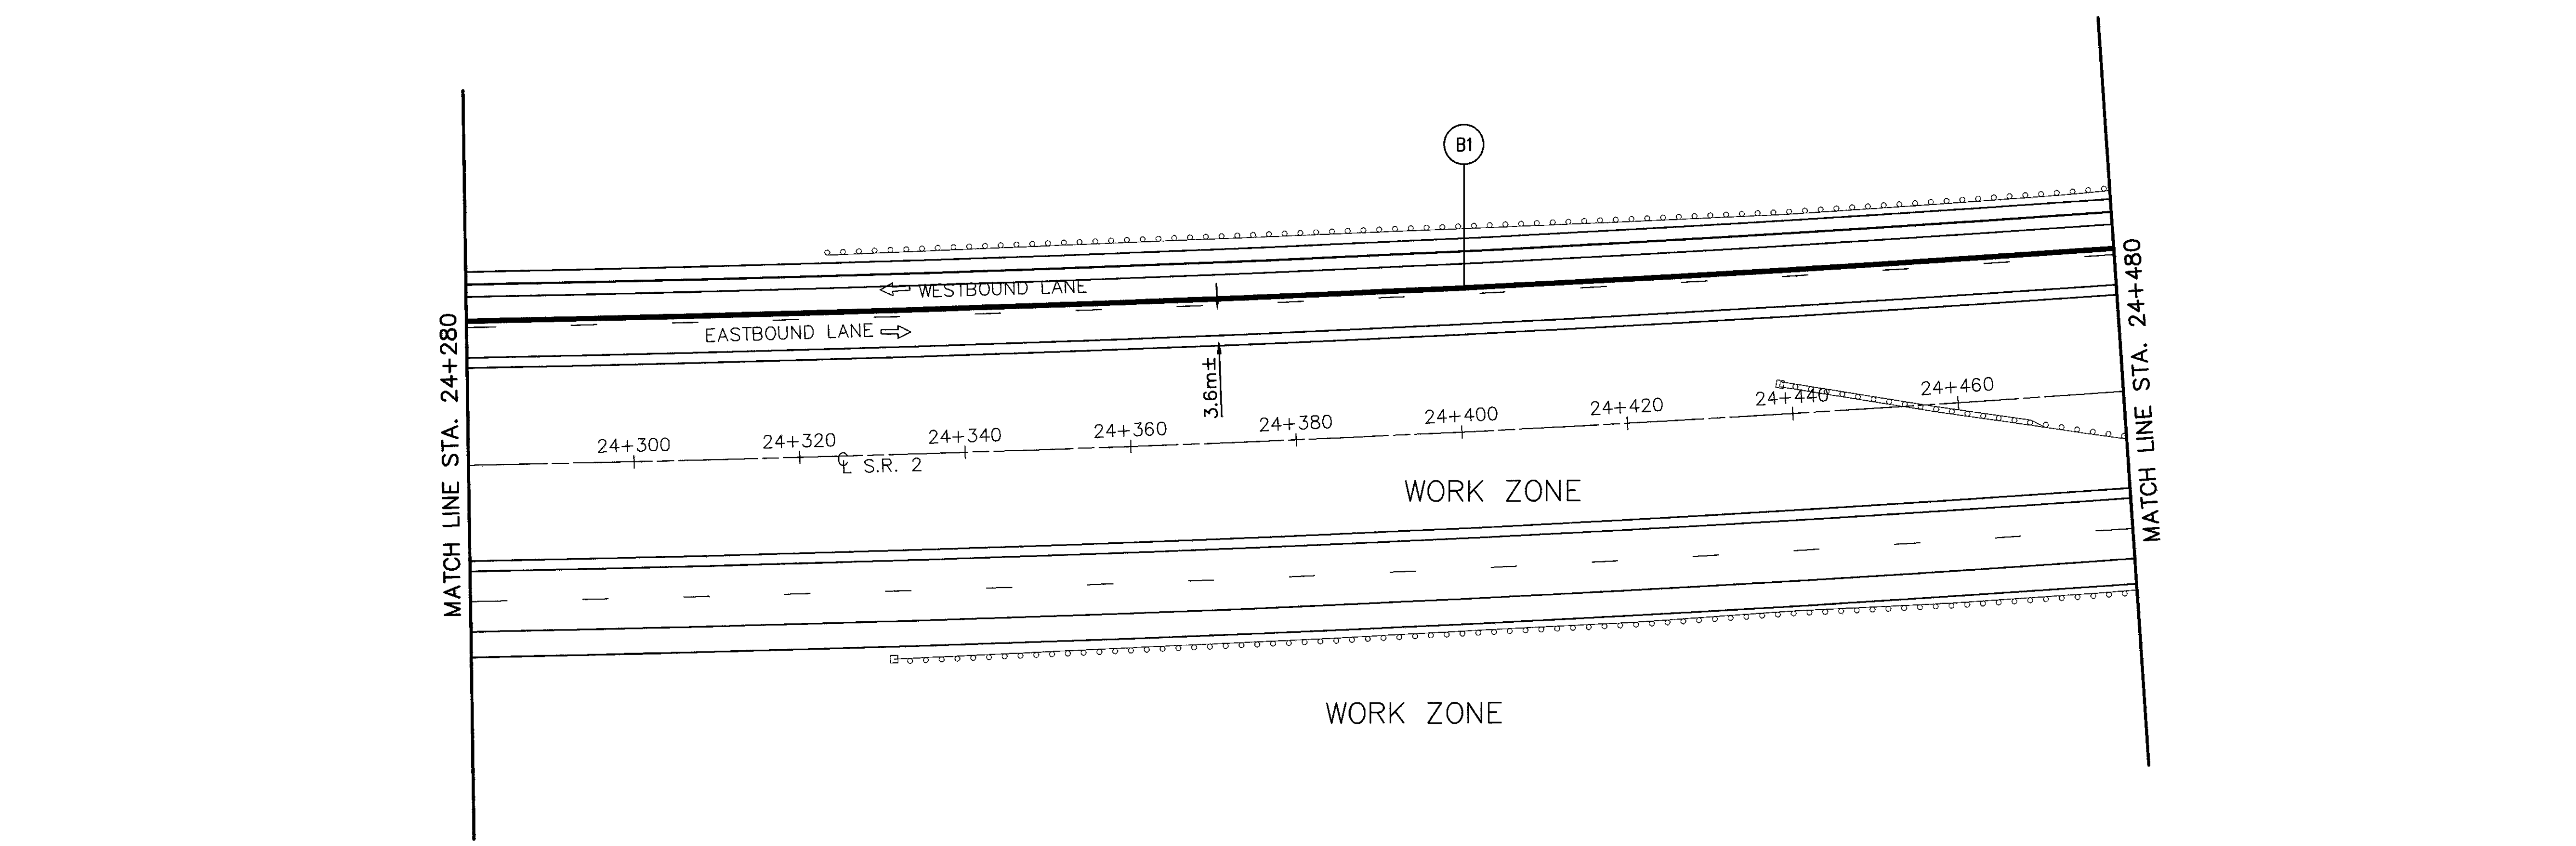 B1
WESTBOUND LANE
EASTBOUND LANE
3.6m±
24+300
24+320
24+340
24+360
24+380
24+400
24+420
24+440
24+460
℄ S.R. 2
WORK ZONE
WORK ZONE
MATCH LINE STA. 24+280
MATCH LINE STA. 24+480